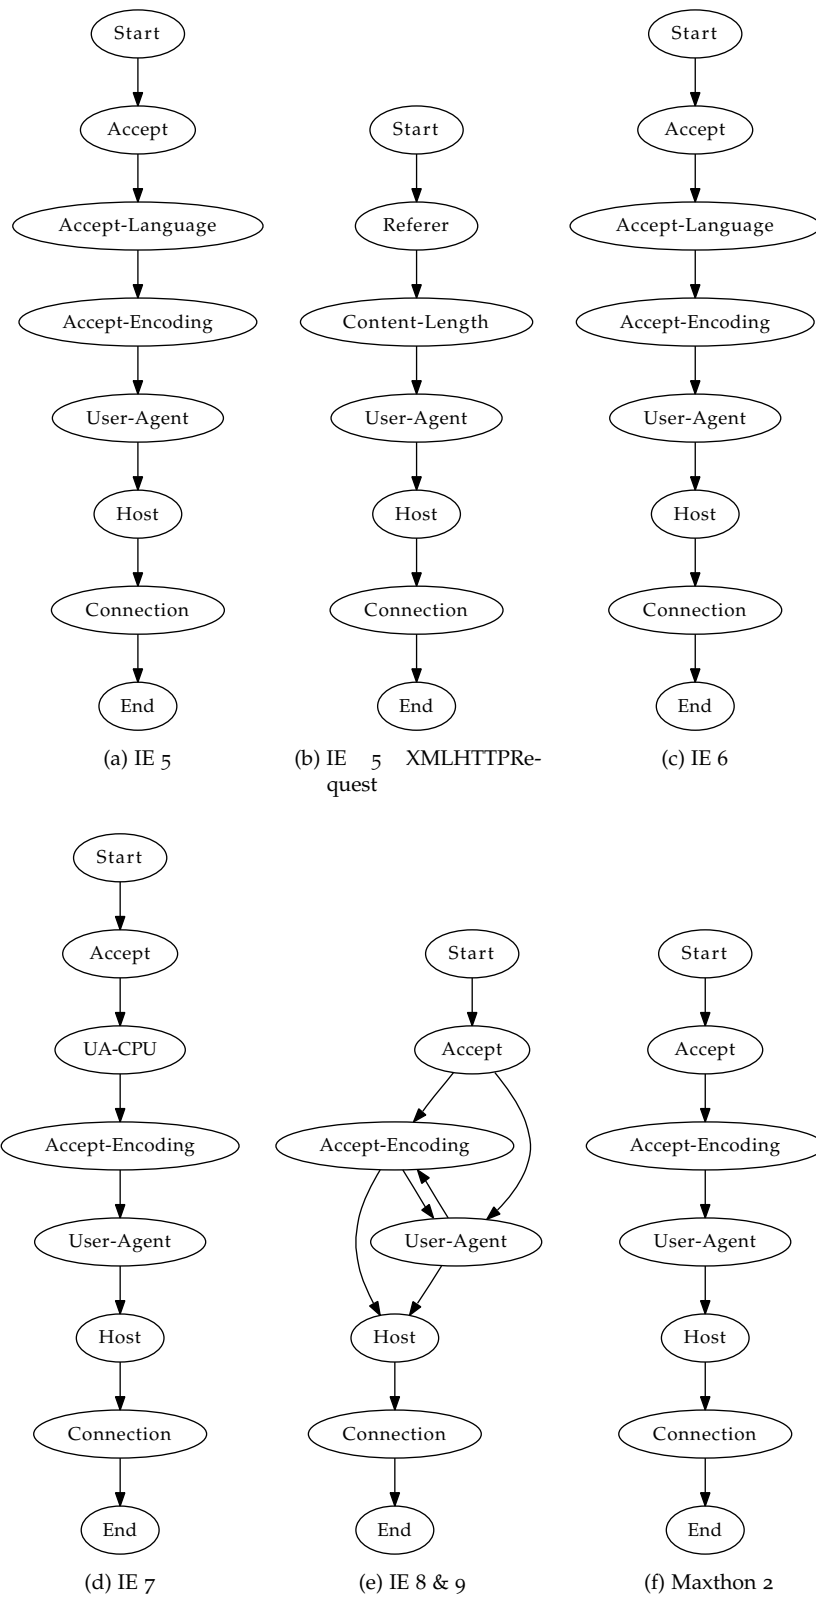 Start
Accept
Accept-Language
Accept-Encoding
User-Agent
Host
Connection
End
(a) IE 5
Start
Referer
Content-Length
User-Agent
Host
Connection
End
(b) IE 5 XMLHTTPRe-
quest
Start
Accept
Accept-Language
Accept-Encoding
User-Agent
Host
Connection
End
(c) IE 6
Start
Accept
UA-CPU
Accept-Encoding
User-Agent
Host
Connection
End
(d) IE 7
Start
Accept
Accept-Encoding
User-Agent
Host
Connection
End
(e) IE 8 & 9
Start
Accept
Accept-Encoding
User-Agent
Host
Connection
End
(f) Maxthon 2